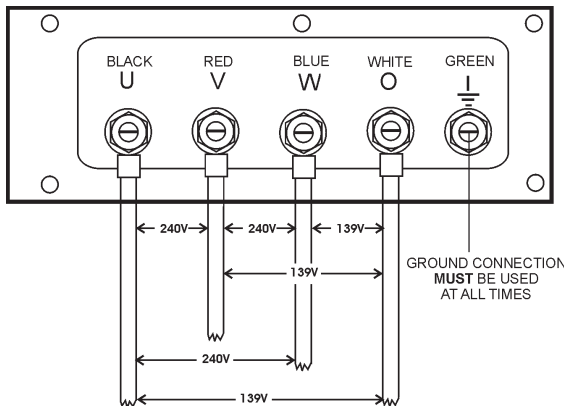 BLACK RED BLUE WHITE GREEN
U V W O
240V 240V 139V
139V
GROUND CONNECTION
MUST BE USED
AT ALL TIMES
240V
139V